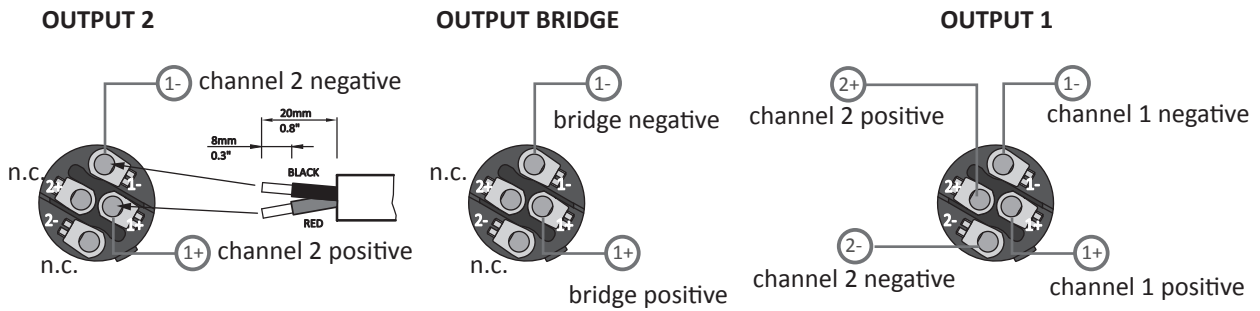 OUTPUT 2
1- channel 2 negative
20mm
0.8"
8mm
0.3"
BLACK
RED
n.c.
2+ 1-
2- 1+
1+ channel 2 positive
n.c.
OUTPUT BRIDGE
1-
bridge negative
n.c.
2+ 1-
2- 1+
n.c.
1+
bridge positive
OUTPUT 1
2+
channel 2 positive
1-
channel 1 negative
2+ 1-
2- 1+
2-
channel 2 negative
1+
channel 1 positive